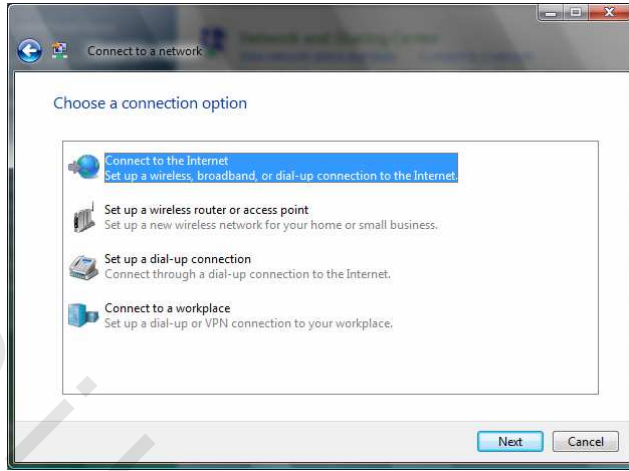 Connect to a network
Choose a connection option
Connect to the Internet
Set up a wireless, broadband, or dial-up connection to the Internet.
Set up a wireless router or access point
Set up a new wireless network for your home or small business.
Set up a dial-up connection
Connect through a dial-up connection to the Internet.
Connect to a workplace
Set up a dial-up or VPN connection to your workplace.
Next
Cancel